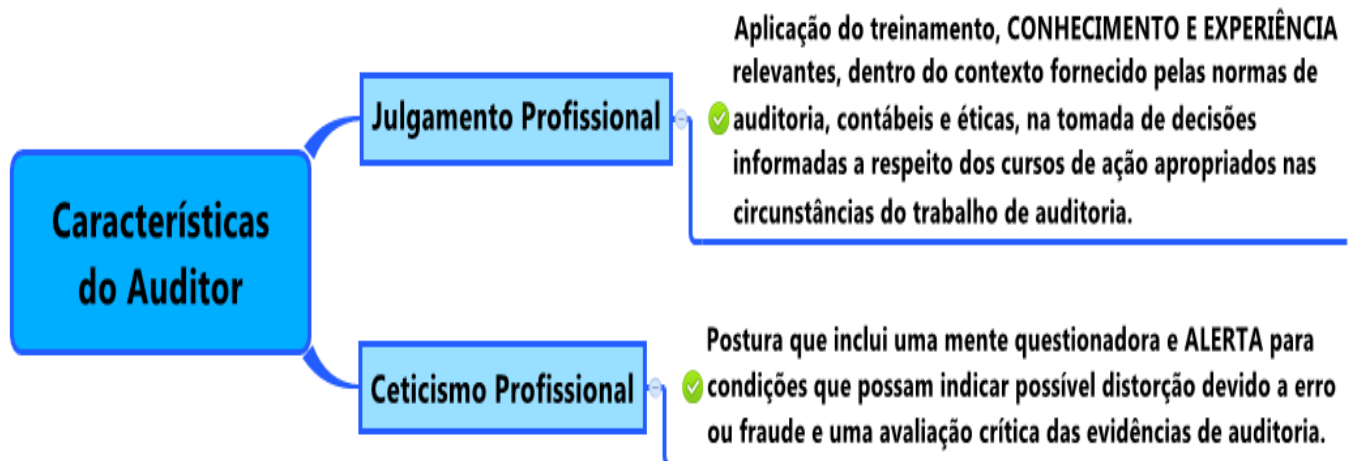 Características
do Auditor
Julgamento Profissional
Aplicação do treinamento, CONHECIMENTO E EXPERIÊNCIA
relevantes, dentro do contexto fornecido pelas normas de
auditoria, contábeis e éticas, na tomada de decisões
informadas a respeito dos cursos de ação apropriados nas
circunstâncias do trabalho de auditoria.
Ceticismo Profissional
Postura que inclui uma mente questionadora e ALERTA para
condições que possam indicar possível distorção devido a erro
ou fraude e uma avaliação crítica das evidências de auditoria.